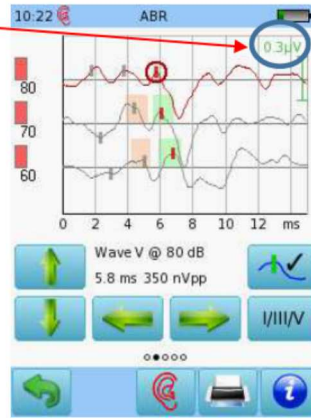 10:22 ABR
0.3µV
80
70
60
0 2 4 6 8 10 12 ms
Wave V @ 80 dB
5.8 ms 350 nVpp
I/III/V
i